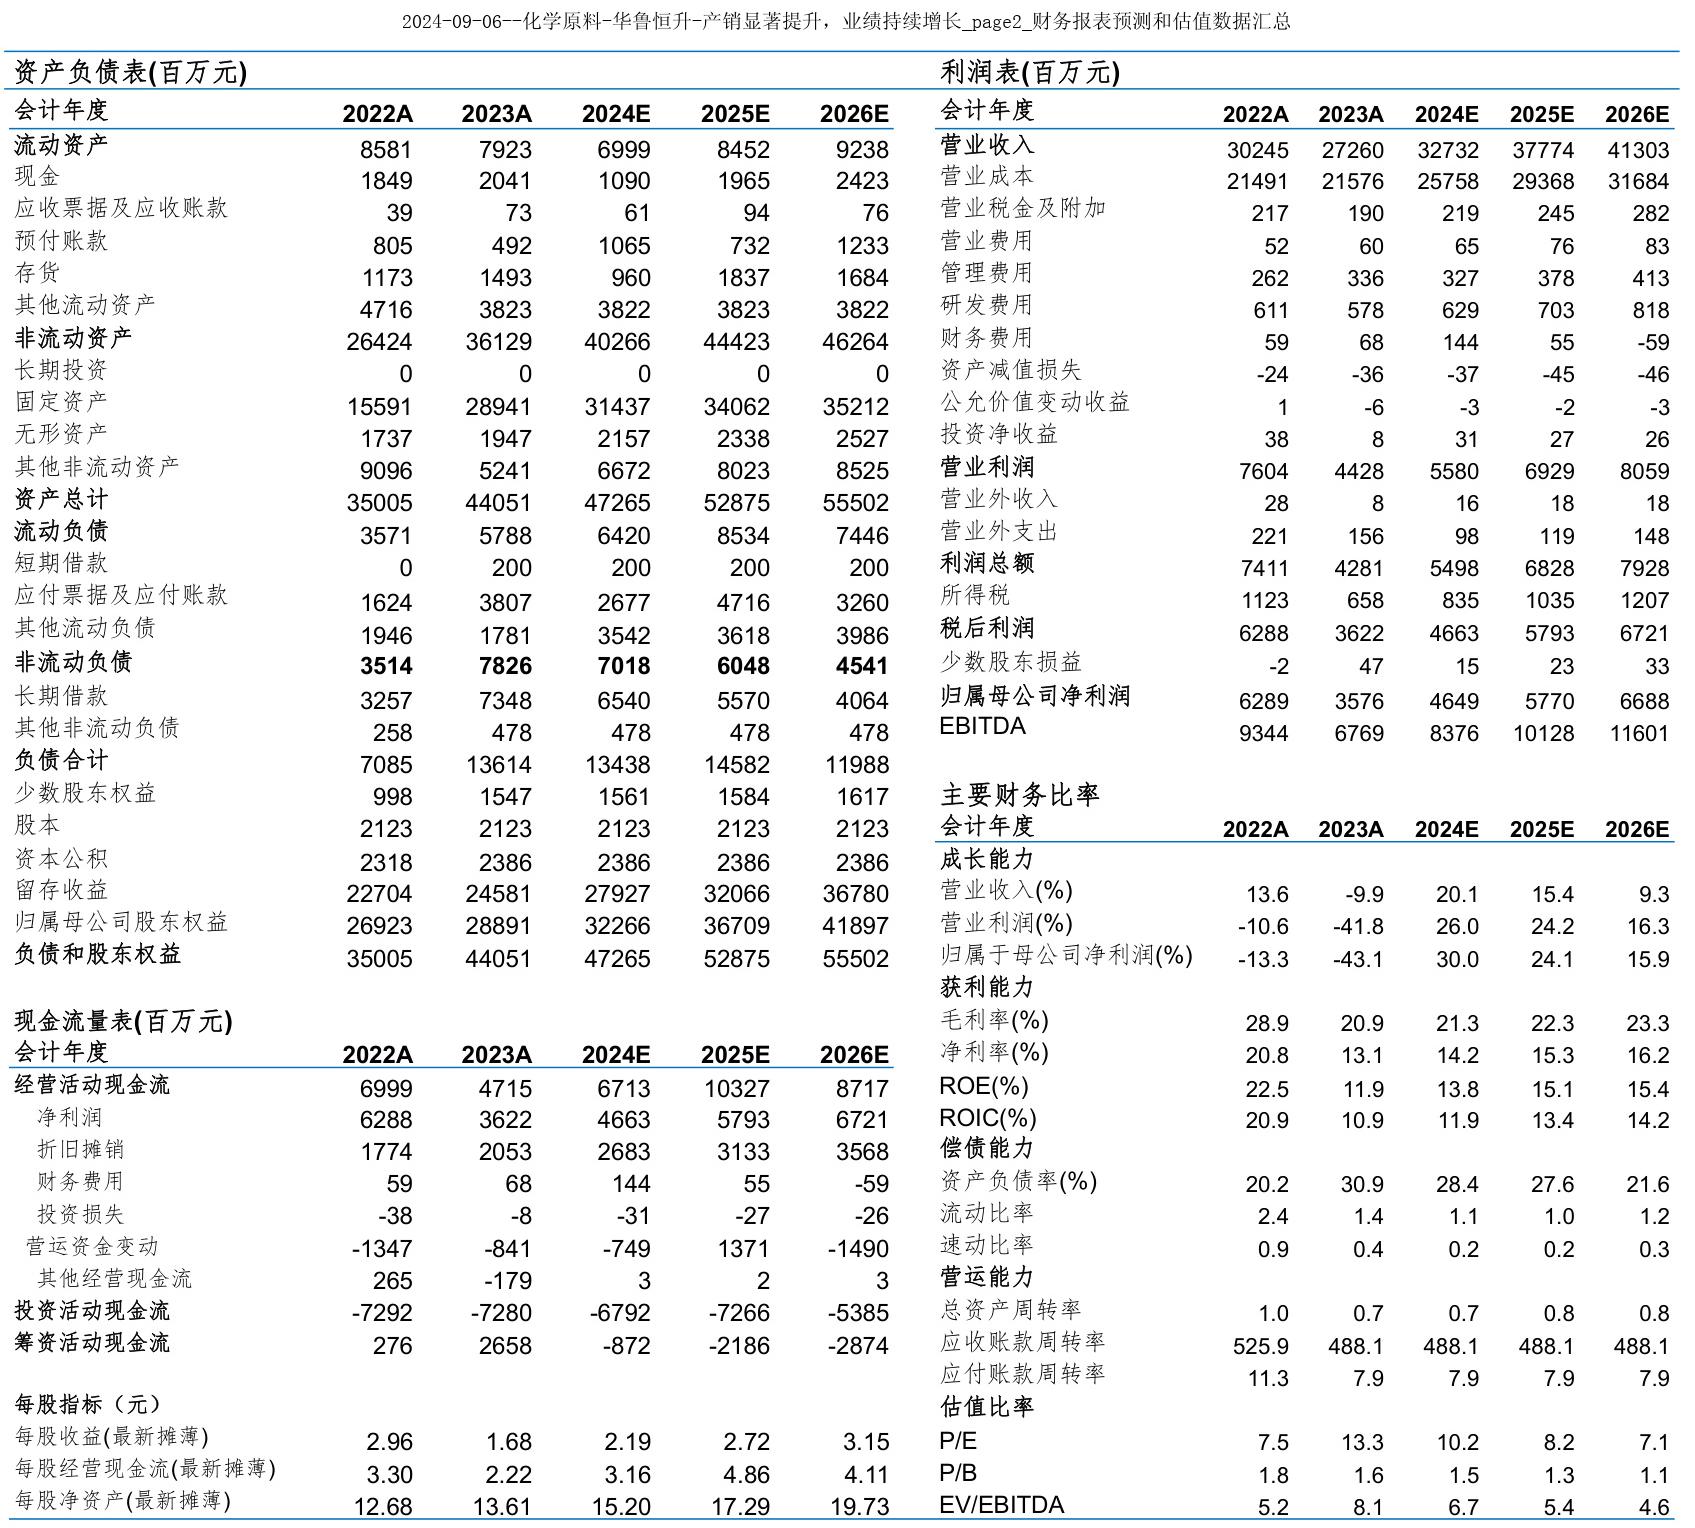 2024-09-06--化学原料-华鲁恒升-产销显著提升，业绩持续增长_page2_财务报表预测和估值数据汇总
资产负债表(百万元)
会计年度 2022A 2023A 2024E 2025E 2026E
流动资产 8581 7923 6999 8452 9238
现金 1849 2041 1090 1965 2423
应收票据及应收账款 39 73 61 94 76
预付账款 805 492 1065 732 1233
存货 1173 1493 960 1837 1684
其他流动资产 4716 3823 3822 3823 3822
非流动资产 26424 36129 40266 44423 46264
长期投资 0 0 0 0 0
固定资产 15591 28941 31437 34062 35212
无形资产 1737 1947 2157 2338 2527
其他非流动资产 9096 5241 6672 8023 8525
资产总计 35005 44051 47265 52875 55502
流动负债 3571 5788 6420 8534 7446
短期借款 0 200 200 200 200
应付票据及应付账款 1624 3807 2677 4716 3260
其他流动负债 1946 1781 3542 3618 3986
非流动负债 3514 7826 7018 6048 4541
长期借款 3257 7348 6540 5570 4064
其他非流动负债 258 478 478 478 478
负债合计 7085 13614 13438 14582 11988
少数股东权益 998 1547 1561 1584 1617
股本 2123 2123 2123 2123 2123
资本公积 2318 2386 2386 2386 2386
留存收益 22704 24581 27927 32066 36780
归属母公司股东权益 26923 28891 32266 36709 41897
负债和股东权益 35005 44051 47265 52875 55502
现金流量表(百万元)
会计年度 2022A 2023A 2024E 2025E 2026E
经营活动现金流 6999 4715 6713 10327 8717
净利润 6288 3622 4663 5793 6721
折旧摊销 1774 2053 2683 3133 3568
财务费用 59 68 144 55 -59
投资损失 -38 -8 -31 -27 -26
营运资金变动 -1347 -841 -749 1371 -1490
其他经营现金流 265 -179 3 2 3
投资活动现金流 -7292 -7280 -6792 -7266 -5385
筹资活动现金流 276 2658 -872 -2186 -2874
每股指标（元）
每股收益(最新摊薄) 2.96 1.68 2.19 2.72 3.15
每股经营现金流(最新摊薄) 3.30 2.22 3.16 4.86 4.11
每股净资产(最新摊薄) 12.68 13.61 15.20 17.29 19.73
利润表(百万元)
会计年度 2022A 2023A 2024E 2025E 2026E
营业收入 30245 27260 32732 37774 41303
营业成本 21491 21576 25758 29368 31684
营业税金及附加 217 190 219 245 282
营业费用 52 60 65 76 83
管理费用 262 336 327 378 413
研发费用 611 578 629 703 818
财务费用 59 68 144 55 -59
资产减值损失 -24 -36 -37 -45 -46
公允价值变动收益 1 -6 -3 -2 -3
投资净收益 38 8 31 27 26
营业利润 7604 4428 5580 6929 8059
营业外收入 28 8 16 18 18
营业外支出 221 156 98 119 148
利润总额 7411 4281 5498 6828 7928
所得税 1123 658 835 1035 1207
税后利润 6288 3622 4663 5793 6721
少数股东损益 -2 47 15 23 33
归属母公司净利润 6289 3576 4649 5770 6688
EBITDA 9344 6769 8376 10128 11601
主要财务比率
会计年度 2022A 2023A 2024E 2025E 2026E
成长能力
营业收入(%) 13.6 -9.9 20.1 15.4 9.3
营业利润(%) -10.6 -41.8 26.0 24.2 16.3
归属于母公司净利润(%) -13.3 -43.1 30.0 24.1 15.9
获利能力
毛利率(%) 28.9 20.9 21.3 22.3 23.3
净利率(%) 20.8 13.1 14.2 15.3 16.2
ROE(%) 22.5 11.9 13.8 15.1 15.4
ROIC(%) 20.9 10.9 11.9 13.4 14.2
偿债能力
资产负债率(%) 20.2 30.9 28.4 27.6 21.6
流动比率 2.4 1.4 1.1 1.0 1.2
速动比率 0.9 0.4 0.2 0.2 0.3
营运能力
总资产周转率 1.0 0.7 0.7 0.8 0.8
应收账款周转率 525.9 488.1 488.1 488.1 488.1
应付账款周转率 11.3 7.9 7.9 7.9 7.9
估值比率
P/E 7.5 13.3 10.2 8.2 7.1
P/B 1.8 1.6 1.5 1.3 1.1
EV/EBITDA 5.2 8.1 6.7 5.4 4.6